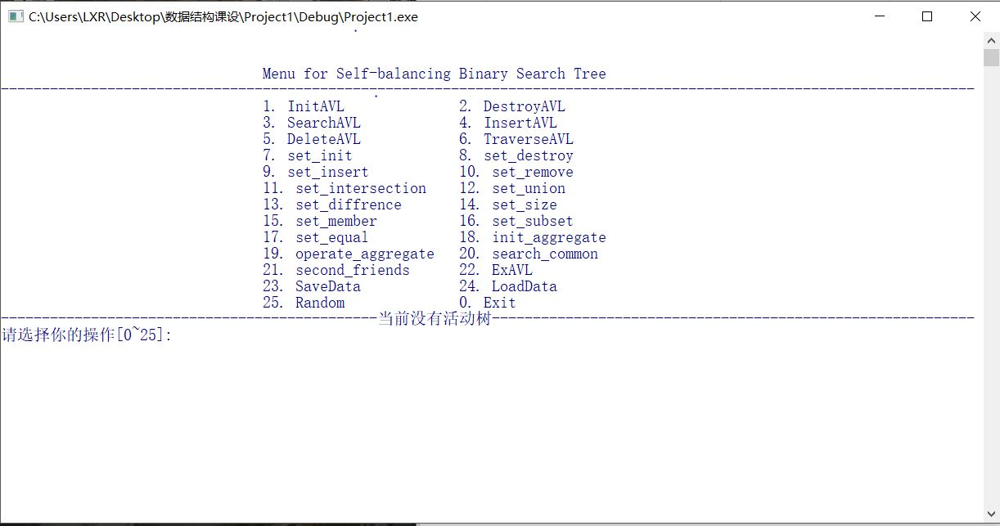 C:\Users\LXR\Desktop\数据结构课设\Project1\Debug\Project1.exe
Menu for Self-balancing Binary Search Tree
------------------------------------------------------------------------------------------------------------------------
1. InitAVL 2. DestroyAVL
3. SearchAVL 4. InsertAVL
5. DeleteAVL 6. TraverseAVL
7. set_init 8. set_destroy
9. set_insert 10. set_remove
11. set_intersection 12. set_union
13. set_diffrence 14. set_size
15. set_member 16. set_subset
17. set_equal 18. init_aggregate
19. operate_aggregate 20. search_common
21. second_friends 22. ExAVL
23. SaveData 24. LoadData
25. Random 0. Exit
----------------------------------------------当前没有活动树-----------------------------------------------------------
请选择你的操作[0~25]: